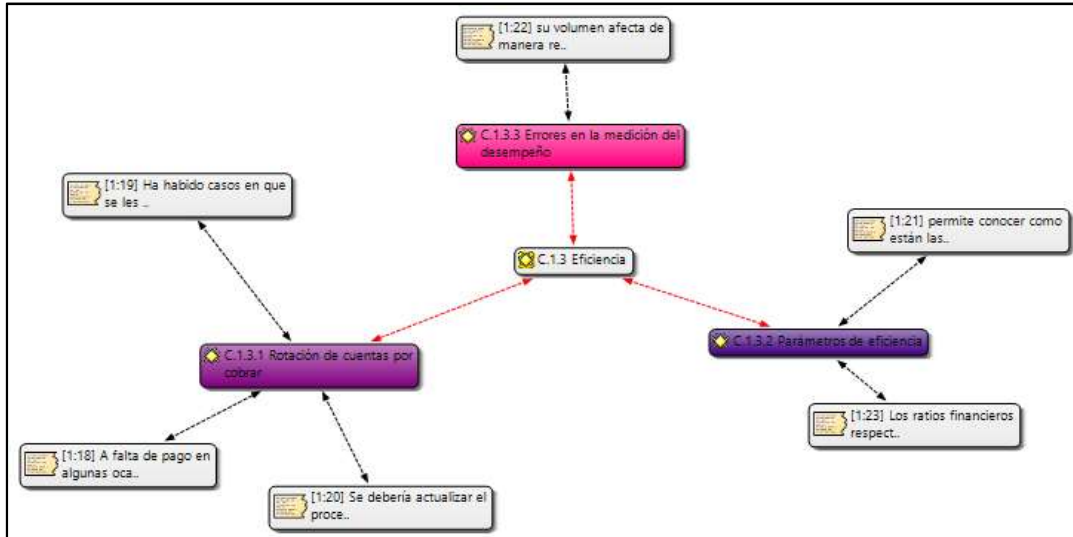 [1:22] su volumen afecta de
manera re..
C.1.3.3 Errores en la medición del
desempeño
[1:19] Ha habido casos en que
se les ..
[1:21] permite conocer como
están las..
C.1.3 Eficiencia
C.1.3.2 Parámetros de eficiencia
C.1.3.1 Rotación de cuentas por
cobrar
[1:23] Los ratios financieros
respect..
[1:18] A falta de pago en
algunas oca..
[1:20] Se debería actualizar el
proce..